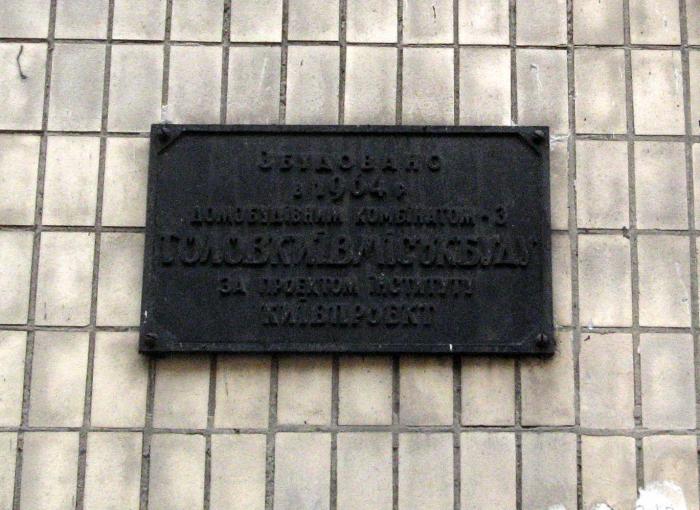 ЗБУДОВАНО
в 1964 р
ДОМОБУДІВНИМ КОМБІНАТОМ - 3
ГОЛОВКИЇВМІСЬКБУДУ
ЗА ПРОЕКТОМ ІНСТИТУТУ
КИЇВПРОЕКТ